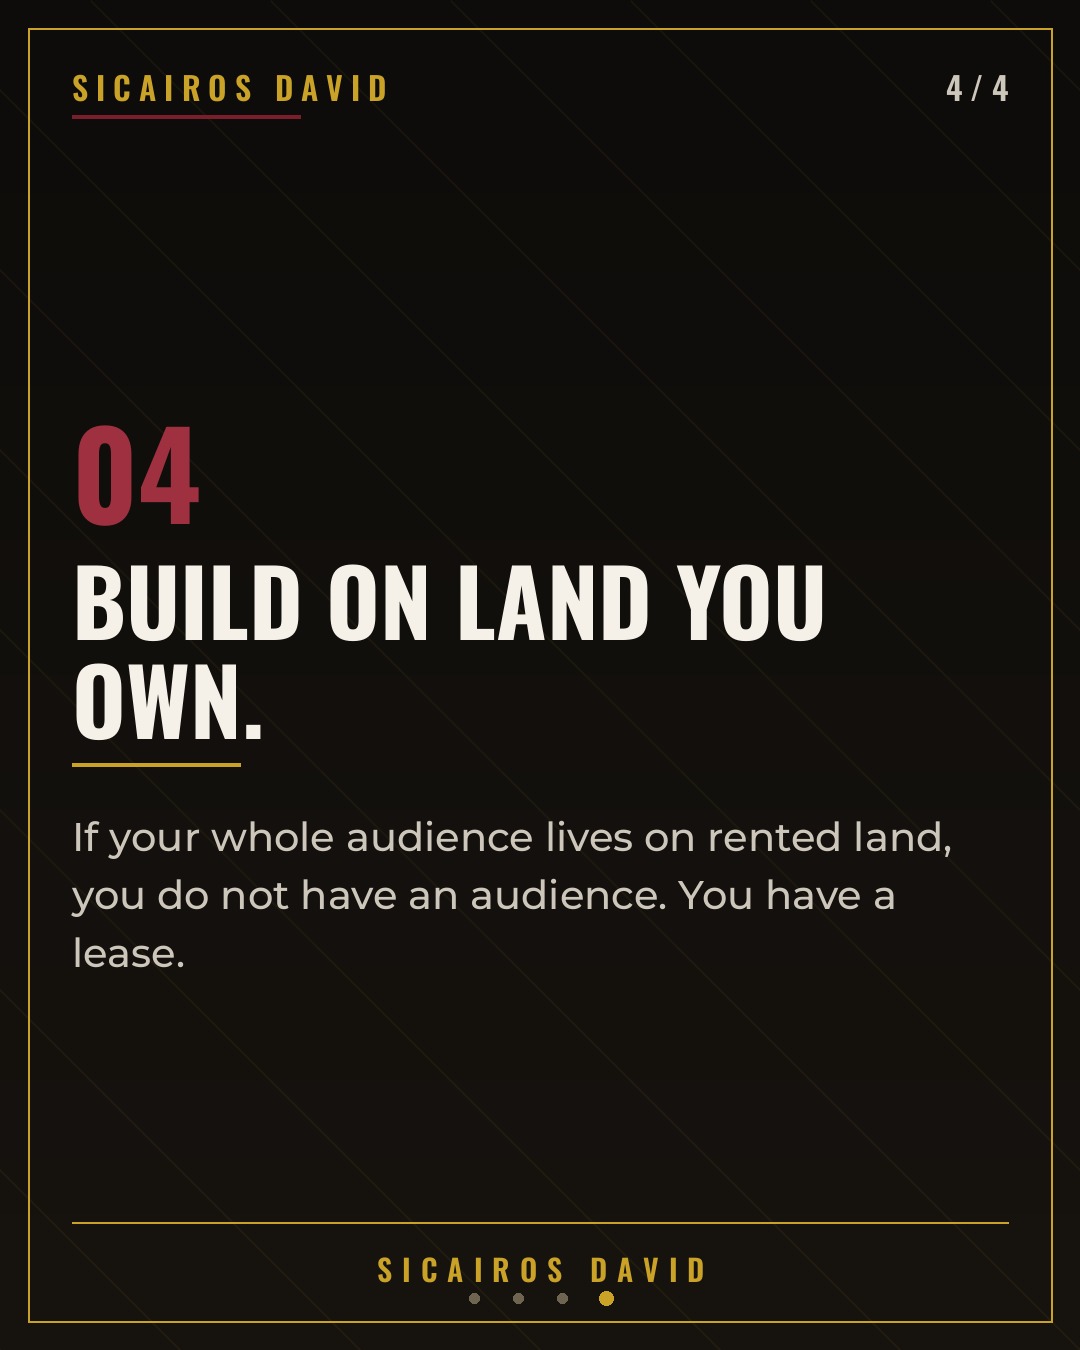 SICAIROS DAVID
4 / 4
04
BUILD ON LAND YOU
OWN.
If your whole audience lives on rented land,
you do not have an audience. You have a
lease.
SICAIROS DAVID